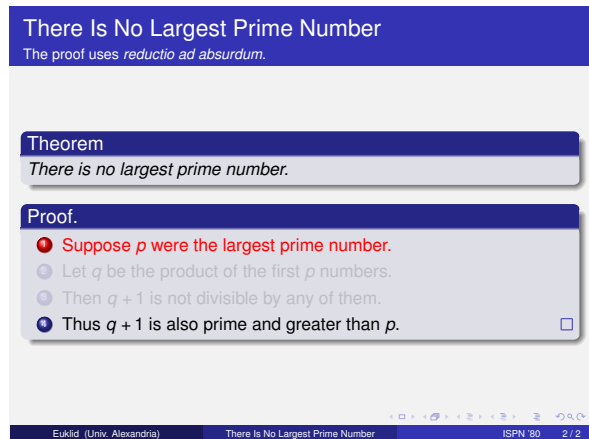 There Is No Largest Prime Number
The proof uses reductio ad absurdum.
Theorem
There is no largest prime number.
Proof.
1 Suppose p were the largest prime number.
2 Let q be the product of the first p numbers.
3 Then q + 1 is not divisible by any of them.
4 Thus q + 1 is also prime and greater than p.
Euklid (Univ. Alexandria) There Is No Largest Prime Number ISPN '80 2 / 2